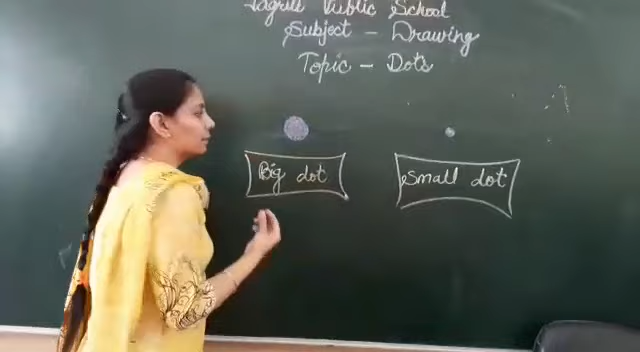 Public School
Subject - Drawing
Topic - Dots
Big dot
Small dot